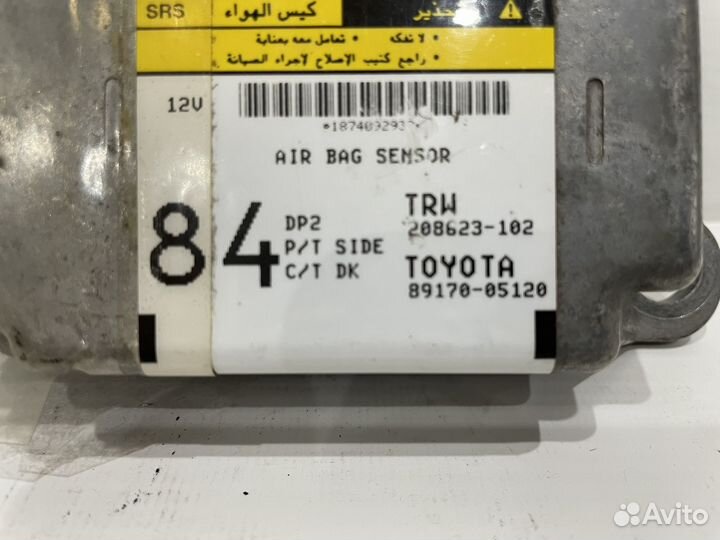 SRS كيس الهواء تحذير
• لا تفكه • تعامل معه بعناية
• راجع كتيب الإصلاح لإجراء الصيانة
12V
AIR BAG SENSOR
84
DP2
P/T SIDE
C/T DK
TRW
208623-102
TOYOTA
89170-05120
Avito